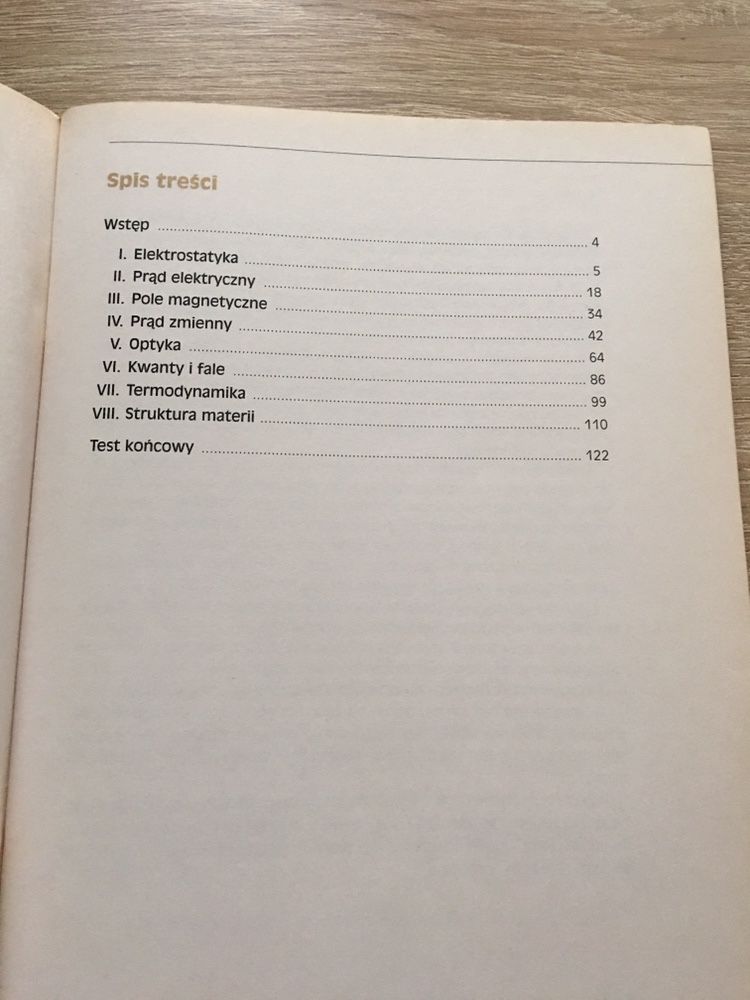 Spis treści
Wstęp ........ 4
I. Elektrostatyka ........ 5
II. Prąd elektryczny ........ 18
III. Pole magnetyczne ........ 34
IV. Prąd zmienny ........ 42
V. Optyka ........ 64
VI. Kwanty i fale ........ 86
VII. Termodynamika ........ 99
VIII. Struktura materii ........ 110
Test końcowy ........ 122